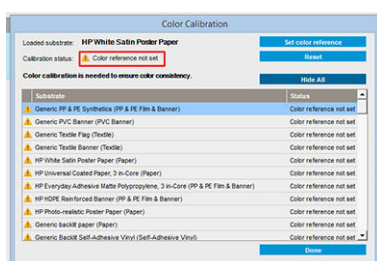 Color Calibration
Loaded substrate: HP White Satin Poster Paper
Set color reference
Calibration status: Color reference not set
Reset
Color calibration is needed to ensure color consistency.
Hide All
Substrate Status
Generic PP & PE Synthetics (PP & PE Film & Banner) Color reference not set
Generic PVC Banner (PVC Banner) Color reference not set
Generic Textile Flag (Textile) Color reference not set
Generic Textile Banner (Textile) Color reference not set
HP White Satin Poster Paper (Paper) Color reference not set
HP Universal Coated Paper, 3 in-Core (Paper) Color reference not set
HP Everyday Adhesive Matte Polypropylene, 3 in-Core (PP & PE Film & Banner) Color reference not set
HP HDPE Reinforced Banner (PP & PE Film & Banner) Color reference not set
HP Photo-realistic Poster Paper (Paper) Color reference not set
Generic backlit paper (Paper) Color reference not set
Generic Backlit Self-Adhesive Vinyl (Self-Adhesive Vinyl) Color reference not set
Done